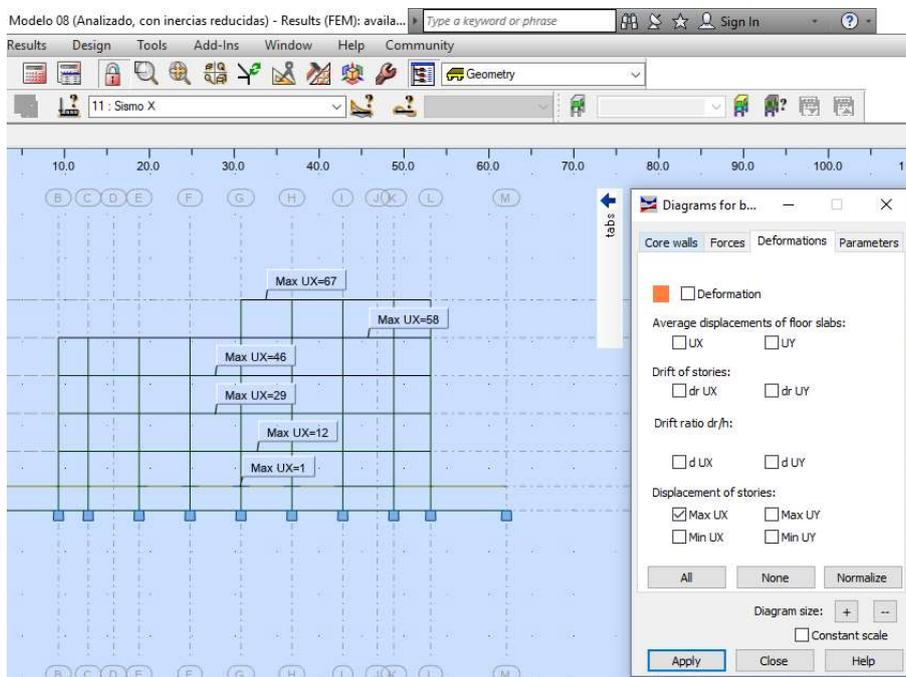 Modelo 08 (Analizado, con inercias reducidas) - Results (FEM): availa...
Type a keyword or phrase
Sign In
?
Results Design Tools Add-Ins Window Help Community
Geometry
11 : Sismo X
10.0 20.0 30.0 40.0 50.0 60.0 70.0 80.0 90.0 100.0 1
B C D E F G H I J K L M
tabs
Max UX=67
Max UX=58
Max UX=46
Max UX=29
Max UX=12
Max UX=1
B C D E F G H I J K L M
Diagrams for b...
Core walls Forces Deformations Parameters
Deformation
Average displacements of floor slabs:
UX UY
Drift of stories:
dr UX dr UY
Drift ratio dr/h:
d UX d UY
Displacement of stories:
Max UX Max UY
Min UX Min UY
All None Normalize
Diagram size: + --
Constant scale
Apply Close Help